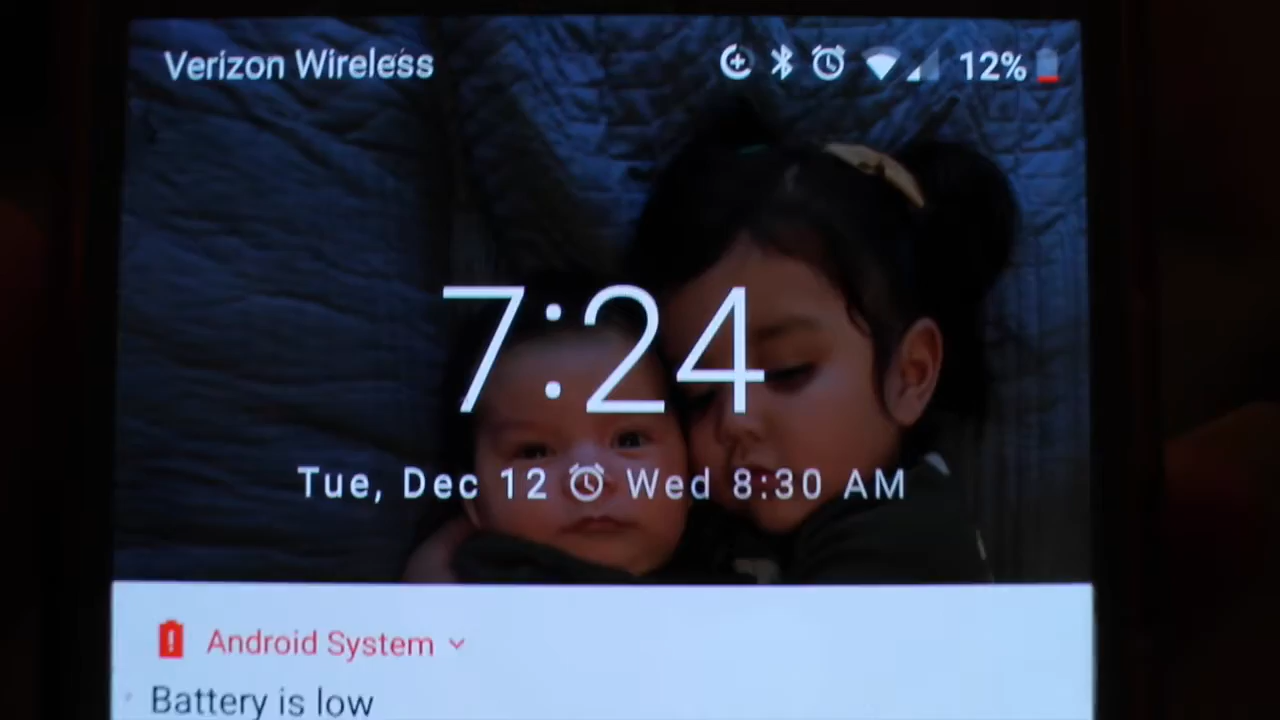 Verizon Wireless 12%
7:24
Tue, Dec 12 Wed 8:30 AM
Android System
Battery is low